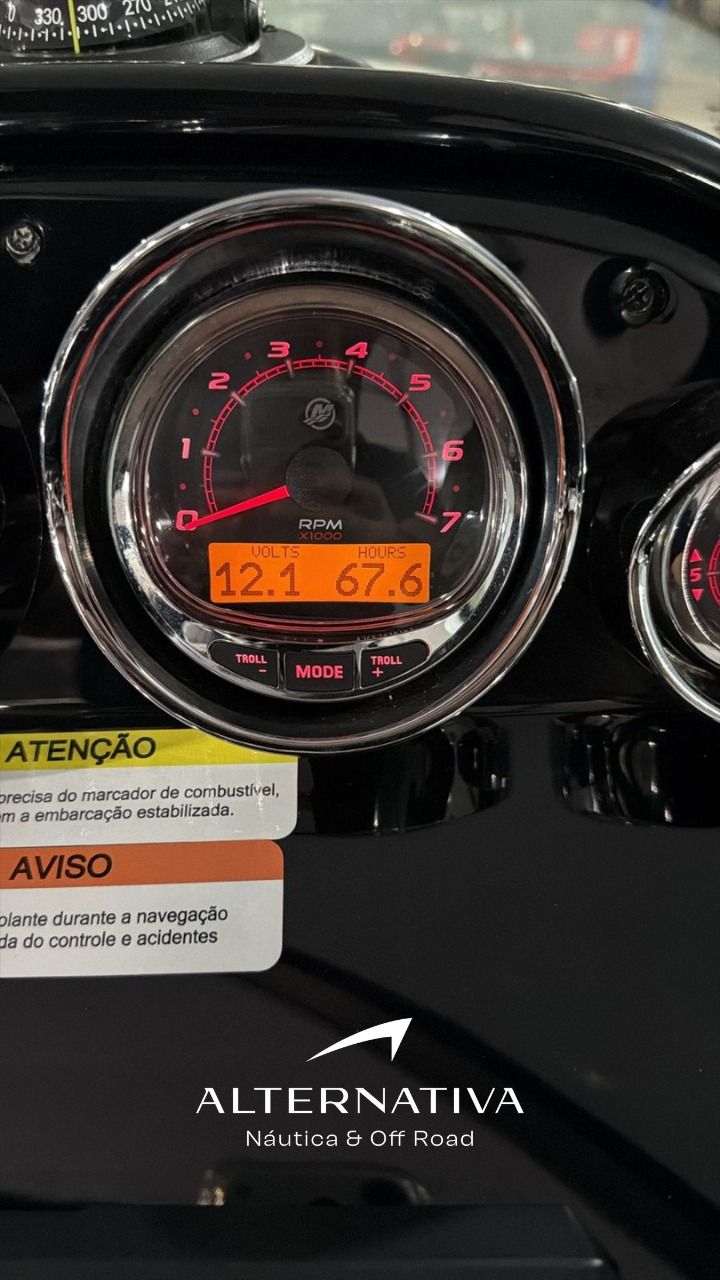 330 300 270
3 4
2 5
1 6
0 7
RPM
X1000
VOLTS HOURS
12.1 67.6
TROLL - MODE TROLL +
5
ATENÇÃO
precisa do marcador de combustível,
a embarcação estabilizada.
AVISO
durante a navegação
do controle e acidentes
ALTERNATIVA
Náutica & Off Road